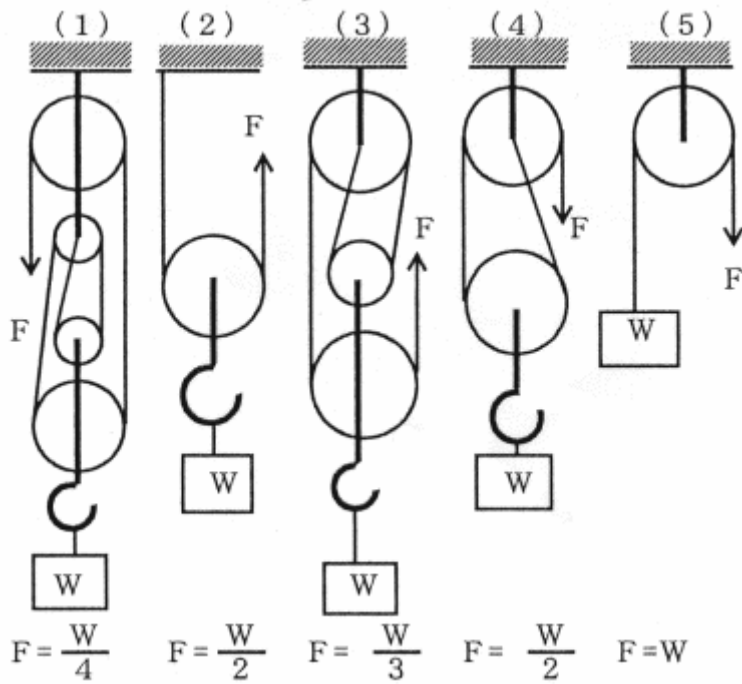 (1) (2) (3) (4) (5)
F
F
F
F
F
W
W
W
W
W
F = W/4 F = W/2 F = W/3 F = W/2 F = W